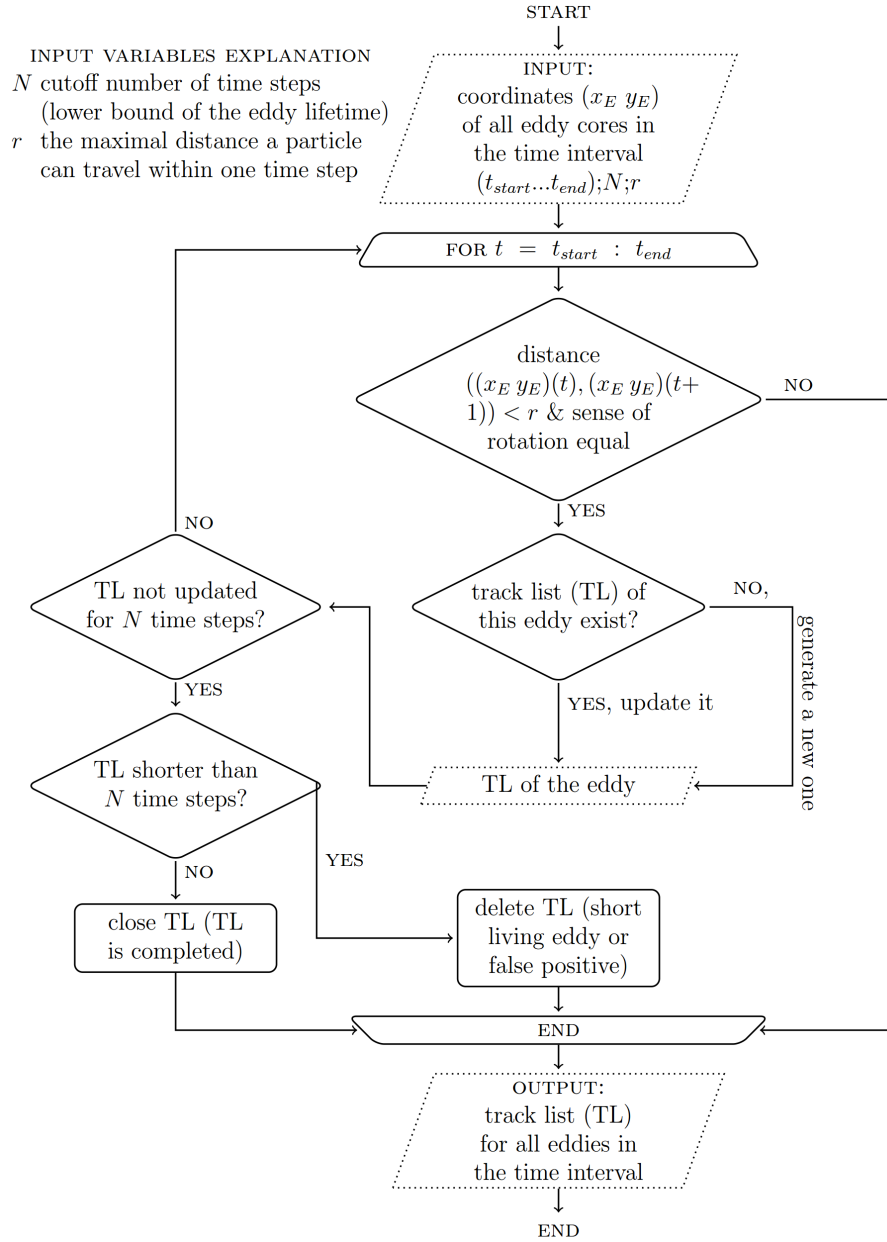 START
INPUT VARIABLES EXPLANATION
N cutoff number of time steps
(lower bound of the eddy lifetime)
r the maximal distance a particle
can travel within one time step
INPUT:
coordinates (x_E y_E)
of all eddy cores in
the time interval
(t_start...t_end);N;r
FOR t = t_start : t_end
distance
((x_E y_E)(t), (x_E y_E)(t+
1)) < r & sense of
rotation equal
NO
YES
track list (TL) of
this eddy exist?
NO,
generate a new one
YES, update it
TL of the eddy
NO
TL not updated
for N time steps?
YES
TL shorter than
N time steps?
YES
NO
close TL (TL
is completed)
delete TL (short
living eddy or
false positive)
END
OUTPUT:
track list (TL)
for all eddies in
the time interval
END